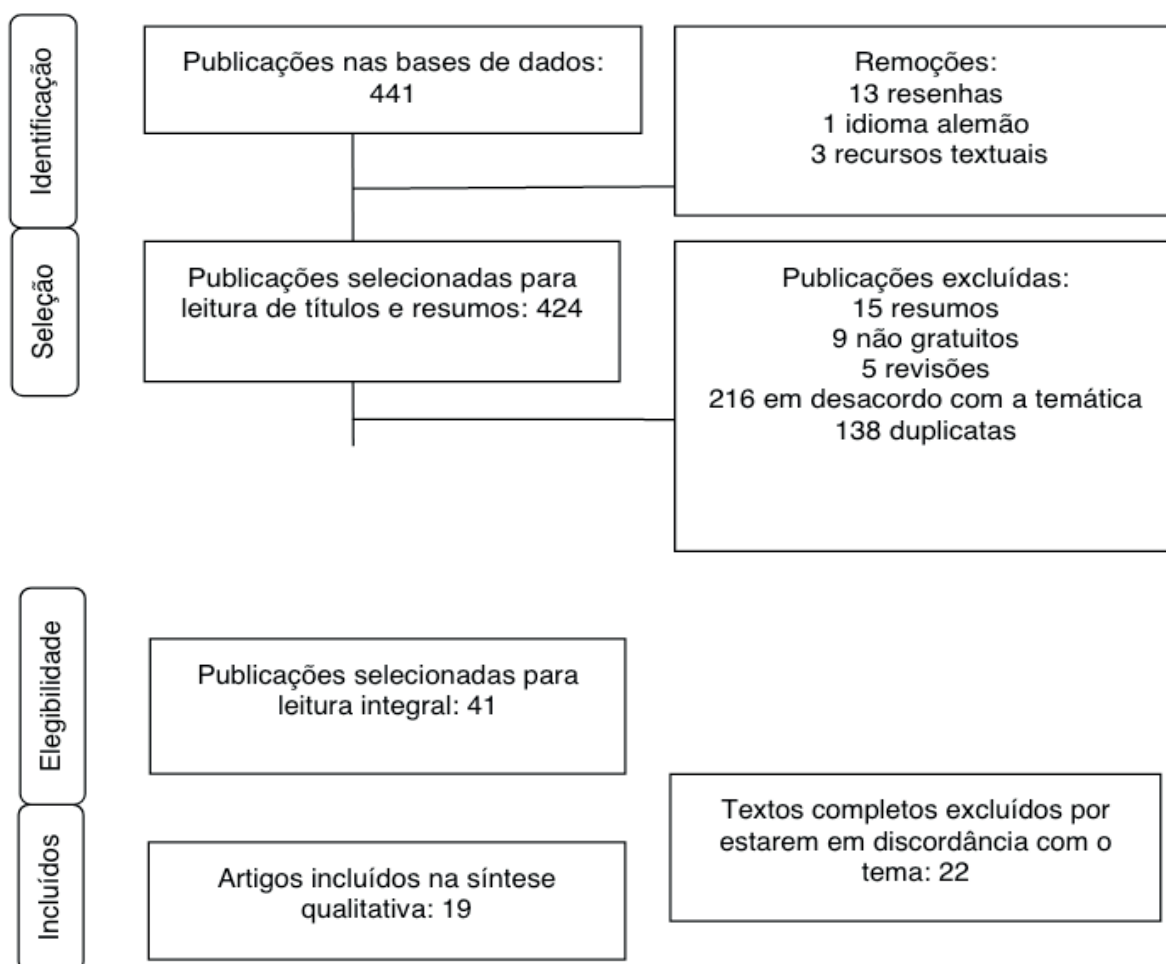 Identificação
Publicações nas bases de dados:
441
Remoções:
13 resenhas
1 idioma alemão
3 recursos textuais
Seleção
Publicações selecionadas para
leitura de títulos e resumos: 424
Publicações excluídas:
15 resumos
9 não gratuitos
5 revisões
216 em desacordo com a temática
138 duplicatas
Elegibilidade
Publicações selecionadas para
leitura integral: 41
Textos completos excluídos por
estarem em discordância com o
tema: 22
Incluídos
Artigos incluídos na síntese
qualitativa: 19